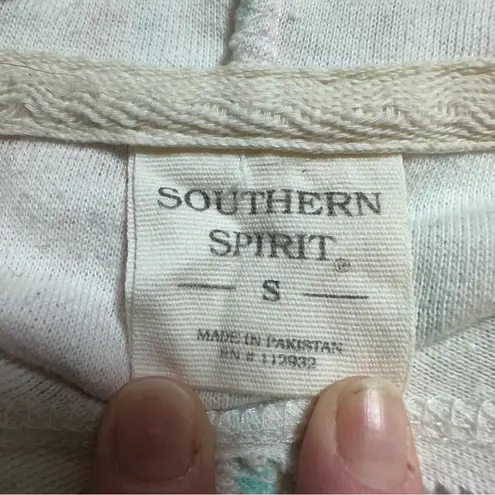 SOUTHERN
SPIRIT®
S
MADE IN PAKISTAN
RN # 112932